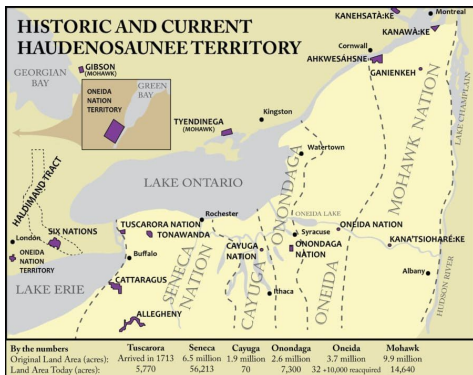 HISTORIC AND CURRENT
HAUDENOSAUNEE TERRITORY
KANEHSATÀ:KE
Montreal
KANAWÀ:KE
Cornwall
AHKWESÁHSNE
GANIENKEH
GEORGIAN
BAY
GIBSON
(MOHAWK)
ONEIDA
NATION
TERRITORY
GREEN
BAY
TYENDINEGA
(MOHAWK)
Kingston
Watertown
LAKE CHAMPLAIN
MOHAWK NATION
ONONDAGA
HALDIMAND TRACT
LAKE ONTARIO
Rochester
ONEIDA LAKE
London
SIX NATIONS
TUSCARORA NATION
TONAWANDA
ONEIDA NATION
Syracuse
KANA'TSIOHARÉ:KE
ONEIDA
NATION
TERRITORY
Buffalo
SENECA
NATION
CAYUGA
NATION
ONONDAGA
NATION
LAKE ERIE
CATTARAGUS
CAYUGA
Ithaca
ONEIDA
Albany
HUDSON RIVER
ALLEGHENY
By the numbers Tuscarora Seneca Cayuga Onondaga Oneida Mohawk
Original Land Area (acres): Arrived in 1713 6.5 million 1.9 million 2.6 million 3.7 million 9.9 million
Land Area Today (acres): 5,770 56,213 70 7,300 32 +10,000 reacquired 14,640